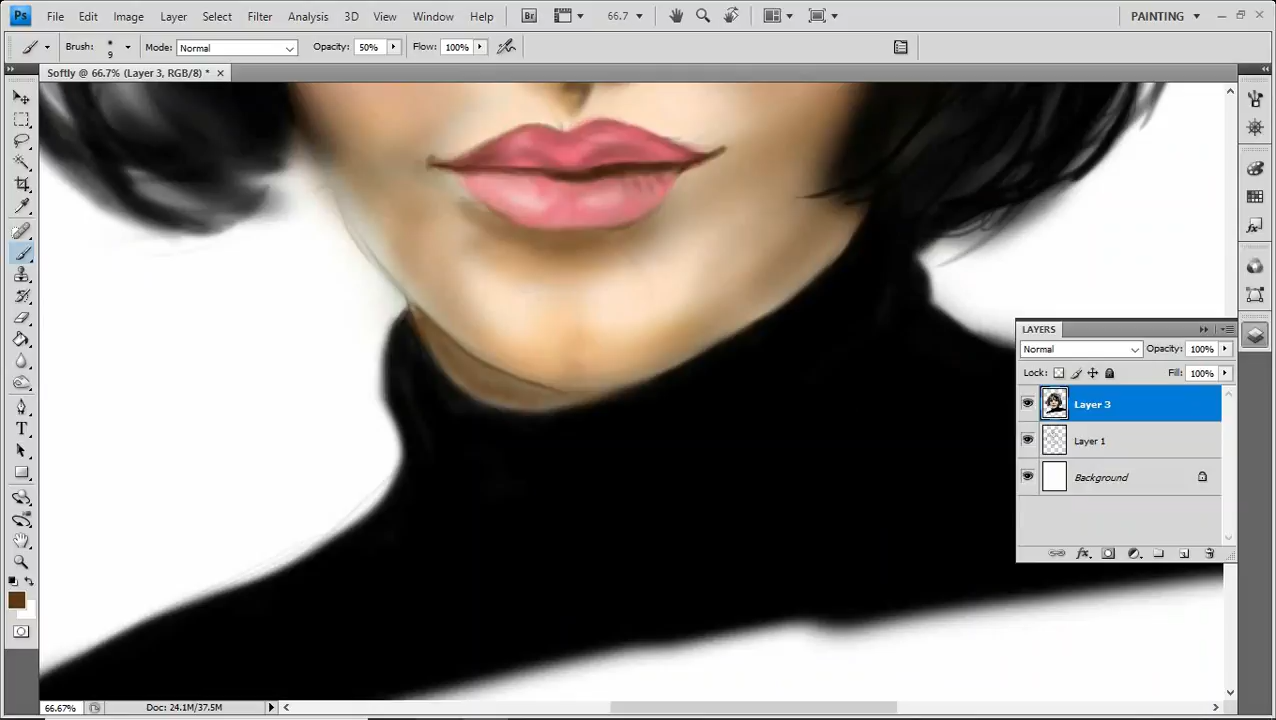 Ps File Edit Image Layer Select Filter Analysis 3D View Window Help Br 66.7 PAINTING
Brush: 9 Mode: Normal Opacity: 50% Flow: 100%
Softly @ 66.7% (Layer 3, RGB/8) *
LAYERS
Normal Opacity: 100%
Lock: Fill: 100%
Layer 3
Layer 1
Background
fx
T
66.67% Doc: 24.1M/37.5M